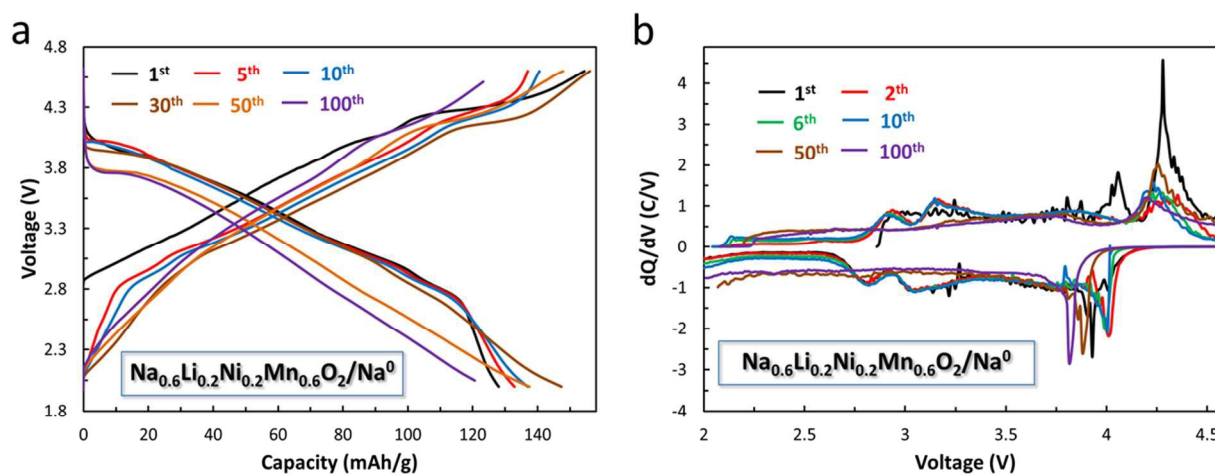 a
4.8
4.3
3.8
3.3
2.8
2.3
1.8
Voltage (V)
1st 5th 10th
30th 50th 100th
Na0.6Li0.2Ni0.2Mn0.6O2/Na0
0 20 40 60 80 100 120 140
Capacity (mAh/g)
b
4
3
2
1
0
-1
-2
-3
-4
dQ/dV (C/V)
1st 2th
6th 10th
50th 100th
Na0.6Li0.2Ni0.2Mn0.6O2/Na0
2 2.5 3 3.5 4 4.5
Voltage (V)